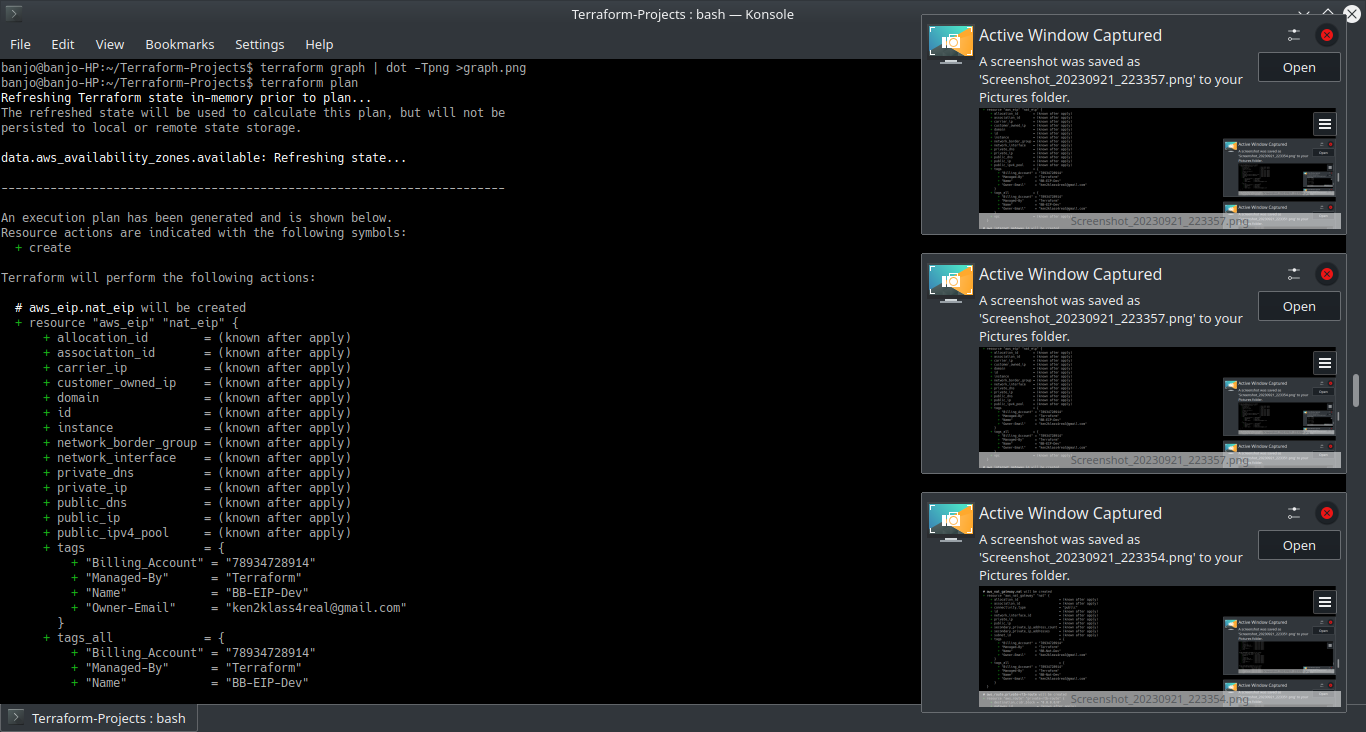 Terraform-Projects : bash — Konsole
File Edit View Bookmarks Settings Help
banjo@banjo-HP:~/Terraform-Projects$ terraform graph | dot -Tpng >graph.png
banjo@banjo-HP:~/Terraform-Projects$ terraform plan
Refreshing Terraform state in-memory prior to plan...
The refreshed state will be used to calculate this plan, but will not be
persisted to local or remote state storage.
data.aws_availability_zones.available: Refreshing state...
------------------------------------------------------------------------
An execution plan has been generated and is shown below.
Resource actions are indicated with the following symbols:
+ create
Terraform will perform the following actions:
# aws_eip.nat_eip will be created
+ resource "aws_eip" "nat_eip" {
+ allocation_id = (known after apply)
+ association_id = (known after apply)
+ carrier_ip = (known after apply)
+ customer_owned_ip = (known after apply)
+ domain = (known after apply)
+ id = (known after apply)
+ instance = (known after apply)
+ network_border_group = (known after apply)
+ network_interface = (known after apply)
+ private_dns = (known after apply)
+ private_ip = (known after apply)
+ public_dns = (known after apply)
+ public_ip = (known after apply)
+ public_ipv4_pool = (known after apply)
+ tags = {
+ "Billing_Account" = "78934728914"
+ "Managed-By" = "Terraform"
+ "Name" = "BB-EIP-Dev"
+ "Owner-Email" = "ken2klass4real@gmail.com"
}
+ tags_all = {
+ "Billing_Account" = "78934728914"
+ "Managed-By" = "Terraform"
+ "Name" = "BB-EIP-Dev"
Active Window Captured
A screenshot was saved as
'Screenshot_20230921_223357.png' to your
Pictures folder.
Open
Screenshot_20230921_223357.png
Active Window Captured
A screenshot was saved as
'Screenshot_20230921_223357.png' to your
Pictures folder.
Open
Screenshot_20230921_223357.png
Active Window Captured
A screenshot was saved as
'Screenshot_20230921_223354.png' to your
Pictures folder.
Open
Screenshot_20230921_223354.png
Terraform-Projects : bash